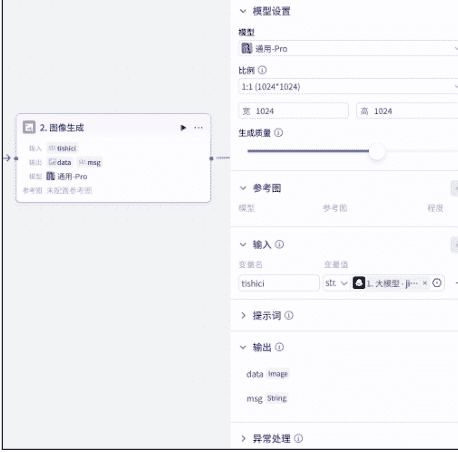 2. 图像生成
输入 str. tishici
输出 data str. msg
模型 通用-Pro
参考图 未配置参考图
模型设置
模型
通用-Pro
比例
1:1 (1024*1024)
宽 1024 高 1024
生成质量
参考图
模型 参考图 程度
输入
变量名 变量值
tishici str. 1. 大模型 - ji...
提示词
输出
data Image
msg String
异常处理